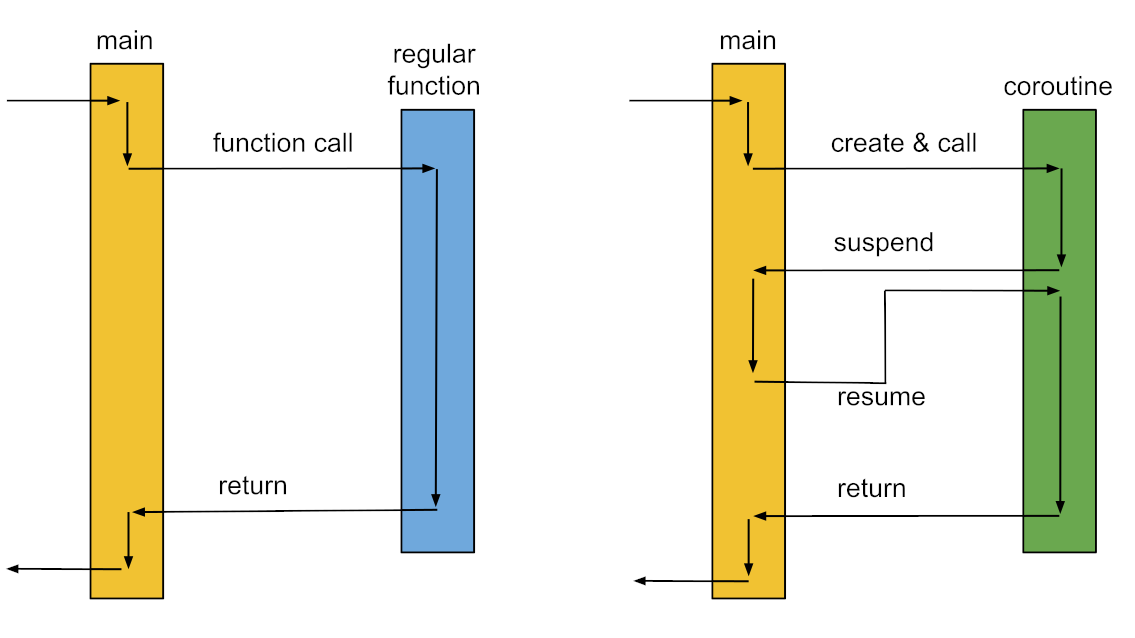 main
regular
function
function call
return
main
coroutine
create & call
suspend
resume
return